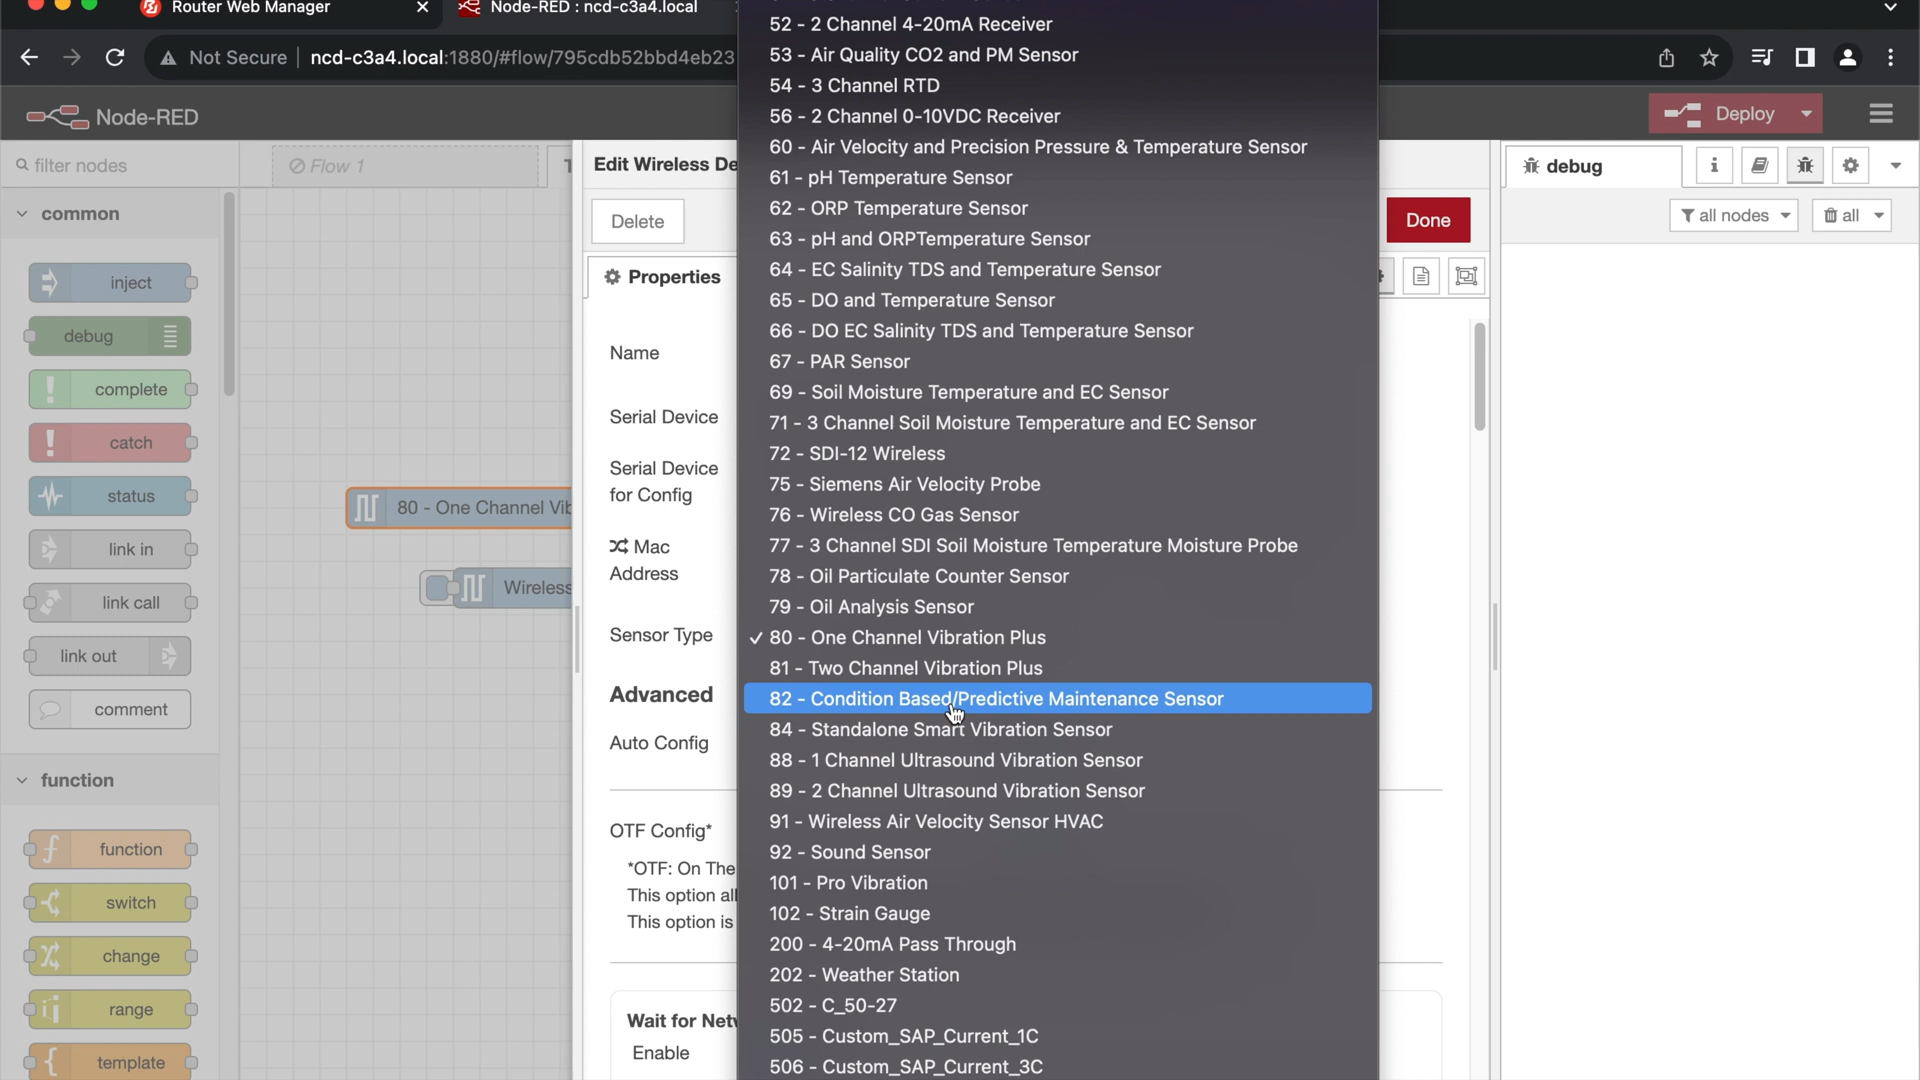 Router Web Manager
Node-RED : ncd-c3a4.local
Not Secure
ncd-c3a4.local:1880/#flow/795cdb52bbd4eb23
Node-RED
Deploy
filter nodes
common
inject
debug
complete
catch
status
link in
link call
link out
comment
function
function
switch
change
range
template
Flow 1
80 - One Channel Vib
Wireless
Edit Wireless De
Delete
Done
Properties
Name
Serial Device
Serial Device
for Config
Mac
Address
Sensor Type
Advanced
Auto Config
OTF Config*
*OTF: On The
This option all
This option is
Wait for Netw
Enable
52 - 2 Channel 4-20mA Receiver
53 - Air Quality CO2 and PM Sensor
54 - 3 Channel RTD
56 - 2 Channel 0-10VDC Receiver
60 - Air Velocity and Precision Pressure & Temperature Sensor
61 - pH Temperature Sensor
62 - ORP Temperature Sensor
63 - pH and ORPTemperature Sensor
64 - EC Salinity TDS and Temperature Sensor
65 - DO and Temperature Sensor
66 - DO EC Salinity TDS and Temperature Sensor
67 - PAR Sensor
69 - Soil Moisture Temperature and EC Sensor
71 - 3 Channel Soil Moisture Temperature and EC Sensor
72 - SDI-12 Wireless
75 - Siemens Air Velocity Probe
76 - Wireless CO Gas Sensor
77 - 3 Channel SDI Soil Moisture Temperature Moisture Probe
78 - Oil Particulate Counter Sensor
79 - Oil Analysis Sensor
✓ 80 - One Channel Vibration Plus
81 - Two Channel Vibration Plus
82 - Condition Based/Predictive Maintenance Sensor
84 - Standalone Smart Vibration Sensor
88 - 1 Channel Ultrasound Vibration Sensor
89 - 2 Channel Ultrasound Vibration Sensor
91 - Wireless Air Velocity Sensor HVAC
92 - Sound Sensor
101 - Pro Vibration
102 - Strain Gauge
200 - 4-20mA Pass Through
202 - Weather Station
502 - C_50-27
505 - Custom_SAP_Current_1C
506 - Custom_SAP_Current_3C
debug
all nodes
all